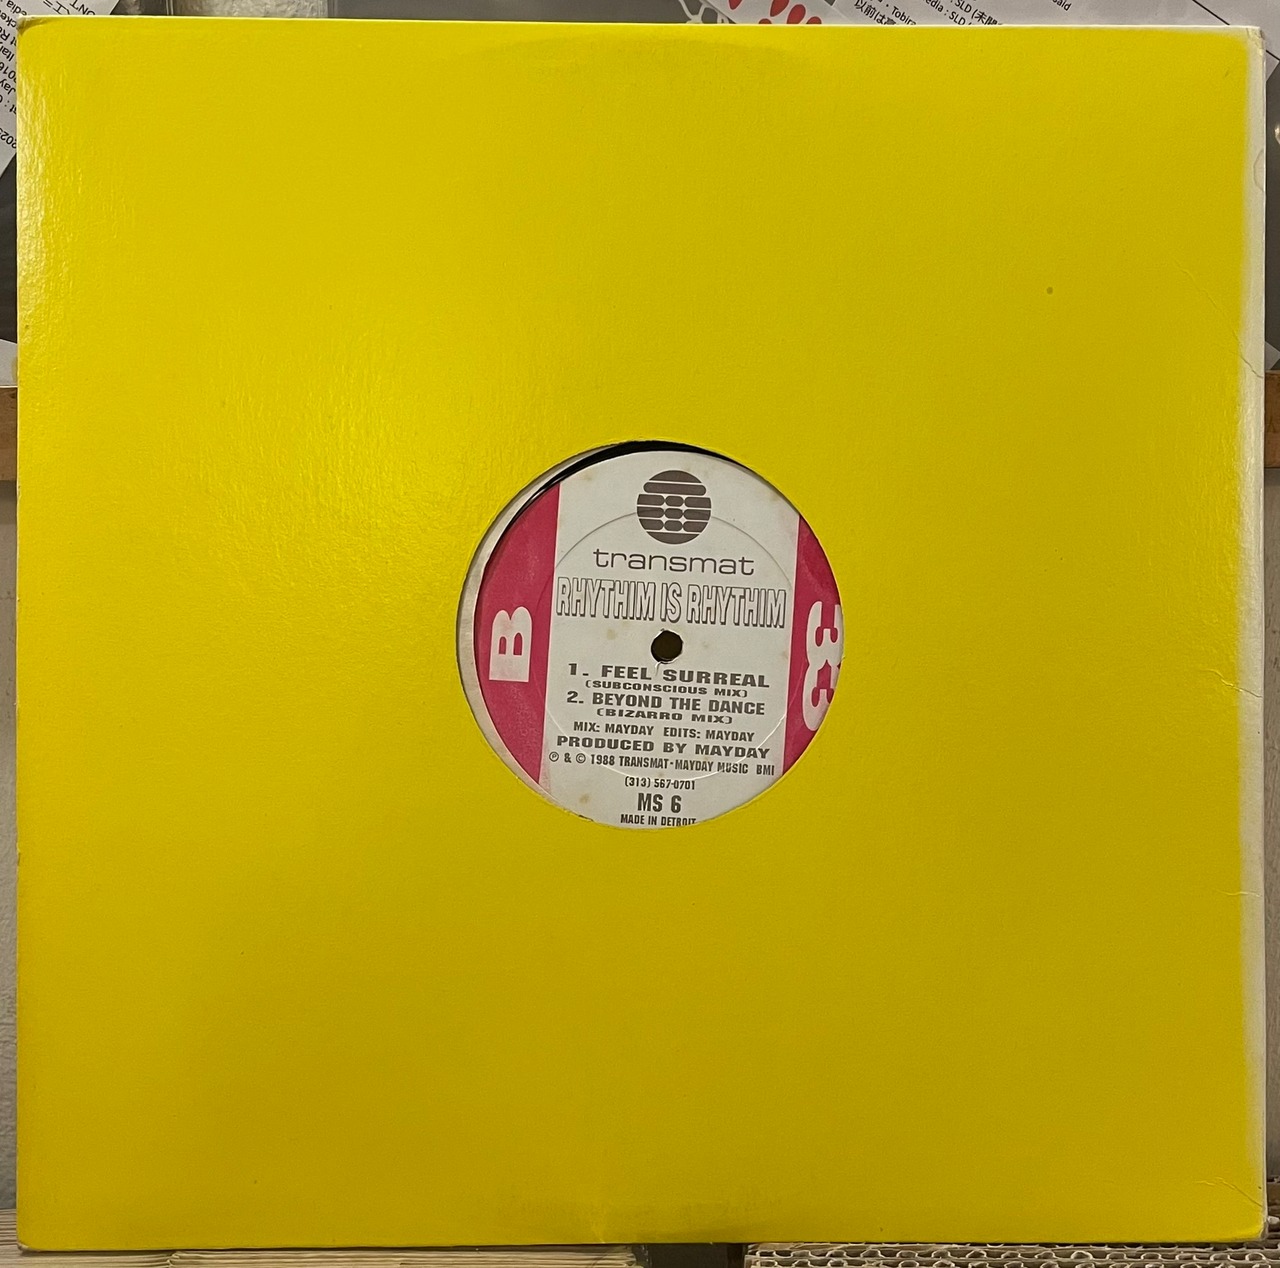 transmat
RHYTHIM IS RHYTHIM
B
33
1. FEEL SURREAL
(SUBCONSCIOUS MIX)
2. BEYOND THE DANCE
(BIZARRO MIX)
MIX: MAYDAY EDITS: MAYDAY
PRODUCED BY MAYDAY
℗ & © 1988 TRANSMAT-MAYDAY MUSIC BMI
(313) 567-0701
MS 6
MADE IN DETROIT